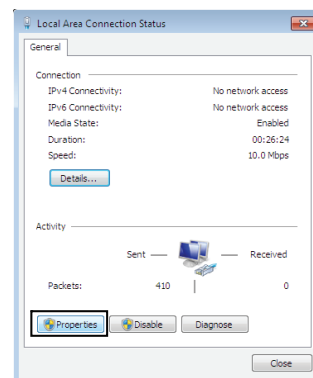 Local Area Connection Status
General
Connection
IPv4 Connectivity: No network access
IPv6 Connectivity: No network access
Media State: Enabled
Duration: 00:26:24
Speed: 10.0 Mbps
Details...
Activity
Sent Received
Packets: 410 0
Properties Disable Diagnose
Close